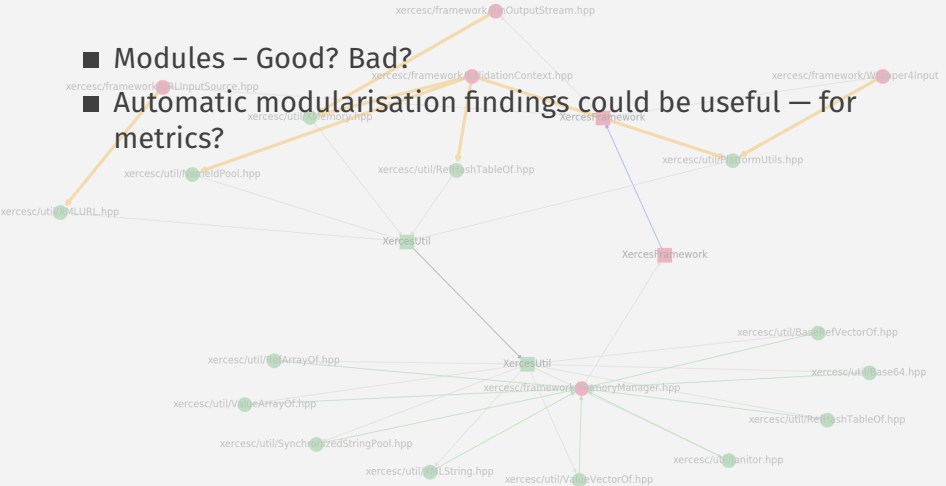 xercesc/framework/
OutputStream.hpp
■ Modules – Good? Bad?
xercesc/framework/
RLInputSource.hpp
xercesc/framework/
ValidationContext.hpp
xercesc/framework/
■ Automatic modularisation findings could be useful — for
metrics?
xercesc/util/XMemory.hpp
XercesFramework
xercesc/util/PlatformUtils.hpp
xercesc/util/RefHashTableOf.hpp
xercesc/util/NameIdPool.hpp
xercesc/util/XMLURL.hpp
XercesUtil
XercesFramework
xercesc/util/BaseRefVectorOf.hpp
xercesc/util/RefArrayOf.hpp
XercesUtil
xercesc/util/Base64.hpp
xercesc/framework/MemoryManager.hpp
xercesc/util/ValueArrayOf.hpp
xercesc/util/RefHashTableOf.hpp
xercesc/util/SynchronizedStringPool.hpp
xercesc/util/Janitor.hpp
xercesc/util/XMLString.hpp
xercesc/util/ValueVectorOf.hpp